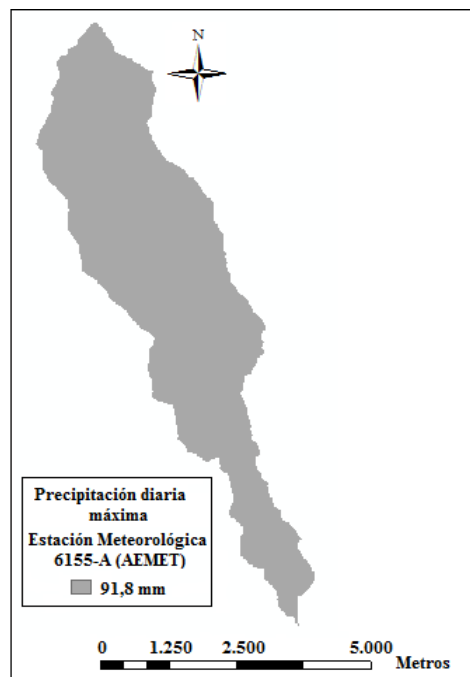 N
Precipitación diaria
máxima
Estación Meteorológica
6155-A (AEMET)
91,8 mm
0 1.250 2.500 5.000
Metros